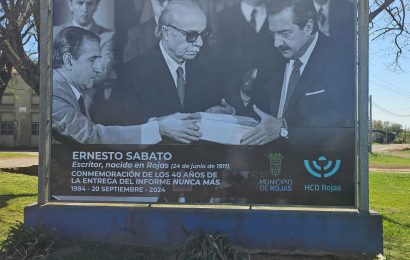 ERNESTO SABATO
Escritor, nacido en Rojas (24 de junio de 1911)
CONMEMORACIÓN DE LOS 40 AÑOS DE
LA ENTREGA DEL INFORME NUNCA MÁS
1984 - 20 SEPTIEMBRE - 2024
MUNICIPIO
DE ROJAS
HCD Rojas